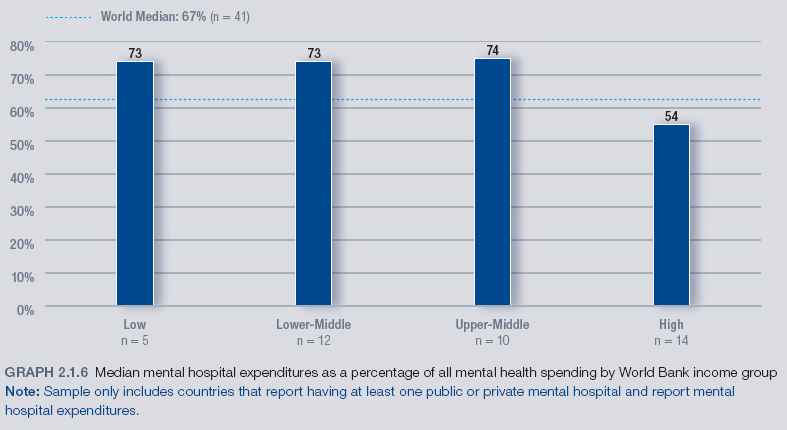 World Median: 67% (n = 41)
80%
70%
60%
50%
40%
30%
20%
10%
0%
73
73
74
54
Low
n = 5
Lower-Middle
n = 12
Upper-Middle
n = 10
High
n = 14
GRAPH 2.1.6 Median mental hospital expenditures as a percentage of all mental health spending by World Bank income group
Note: Sample only includes countries that report having at least one public or private mental hospital and report mental
hospital expenditures.